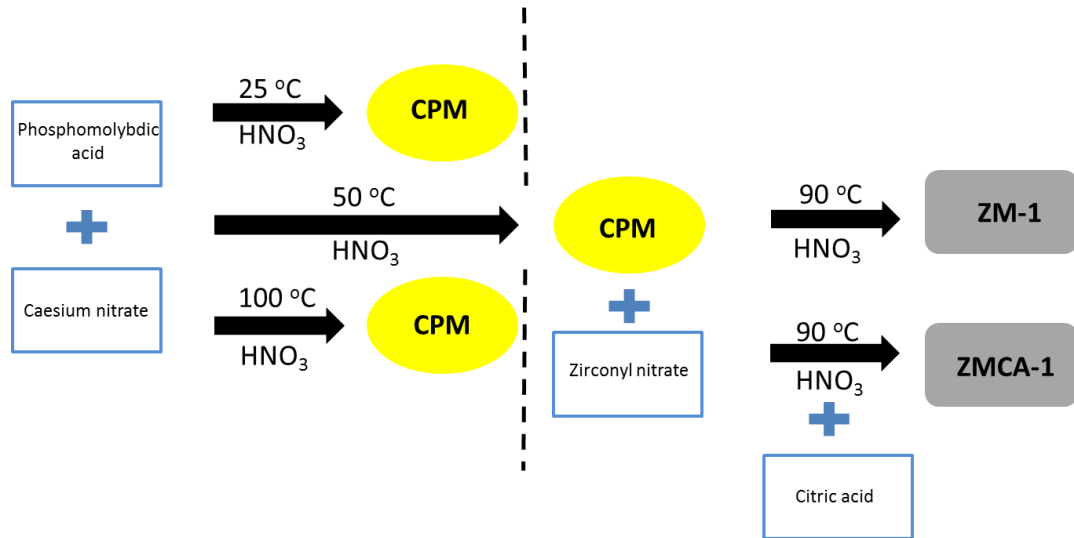 Phosphomolybdic
acid
Caesium nitrate
25 °C
HNO₃
CPM
50 °C
HNO₃
100 °C
HNO₃
CPM
CPM
Zirconyl nitrate
90 °C
HNO₃
ZM-1
90 °C
HNO₃
ZMCA-1
Citric acid